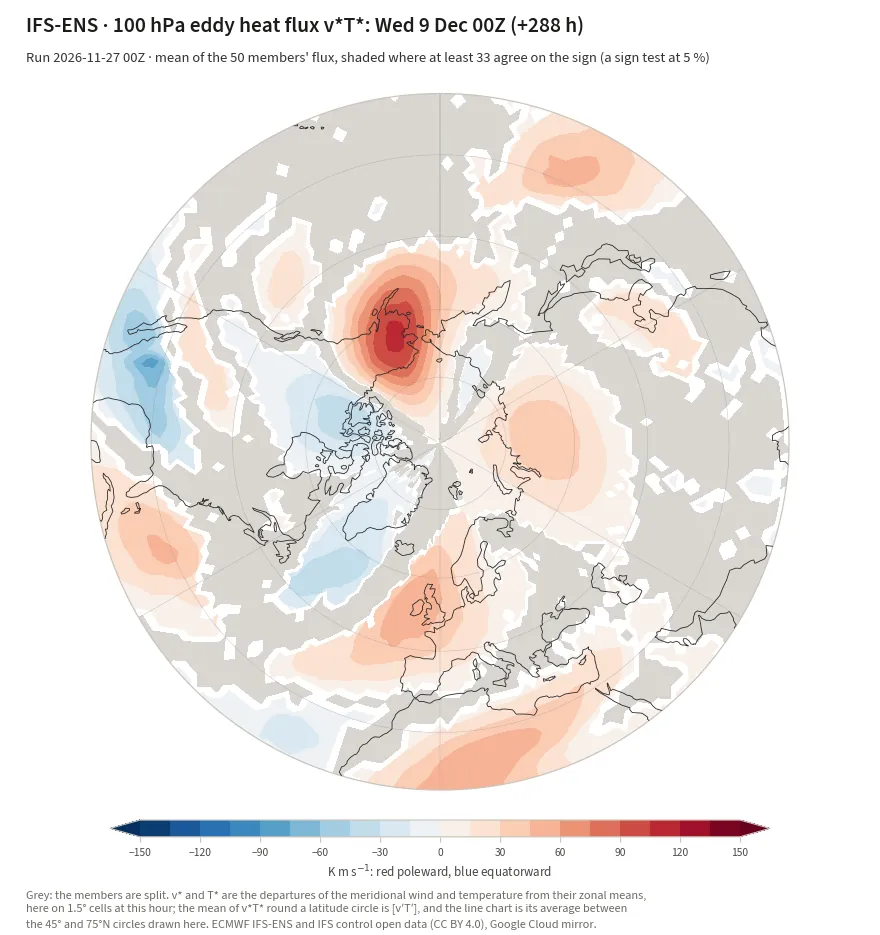 IFS-ENS · 100 hPa eddy heat flux v*T*: Wed 9 Dec 00Z (+288 h)
Run 2026-11-27 00Z · mean of the 50 members' flux, shaded where at least 33 agree on the sign (a sign test at 5 %)
−150 −120 −90 −60 −30 0 30 60 90 120 150
K m s⁻¹: red poleward, blue equatorward
Grey: the members are split. v* and T* are the departures of the meridional wind and temperature from their zonal means,
here on 1.5° cells at this hour; the mean of v*T* round a latitude circle is [v'T'], and the line chart is its average between
the 45° and 75°N circles drawn here. ECMWF IFS-ENS and IFS control open data (CC BY 4.0), Google Cloud mirror.